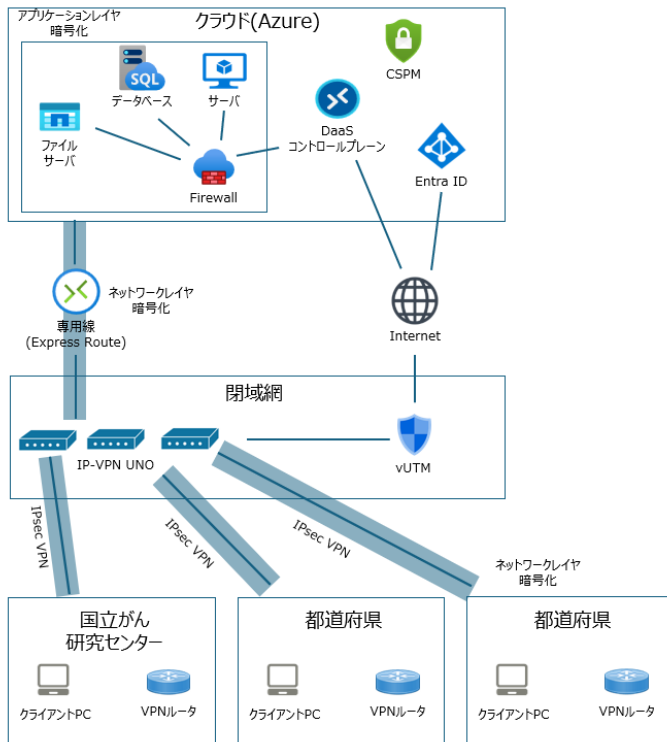 アプリケーションレイヤ
暗号化
クラウド(Azure)
CSPM
SQL
データベース
サーバ
ファイル
サーバ
DaaS
コントロールプレーン
Entra ID
Firewall
ネットワークレイヤ
暗号化
専用線
(Express Route)
Internet
閉域網
IP-VPN UNO
vUTM
IPsec VPN
IPsec VPN
IPsec VPN
ネットワークレイヤ
暗号化
国立がん
研究センター
クライアントPC
VPNルータ
都道府県
クライアントPC
VPNルータ
都道府県
クライアントPC
VPNルータ